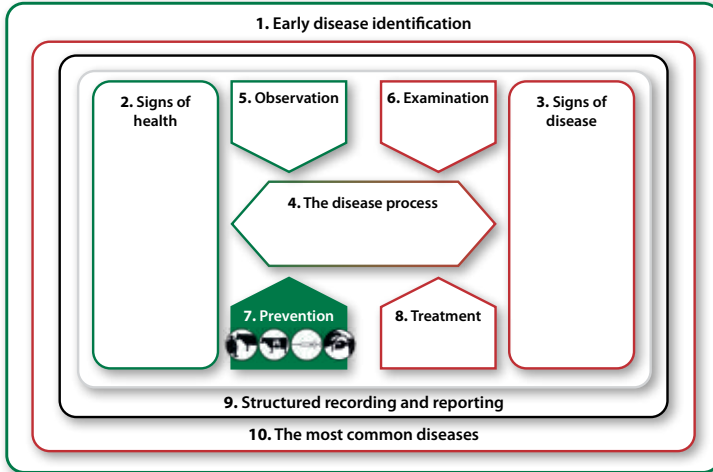 1. Early disease identification
2. Signs of
health
5. Observation
6. Examination
3. Signs of
disease
4. The disease process
7. Prevention
8. Treatment
9. Structured recording and reporting
10. The most common diseases